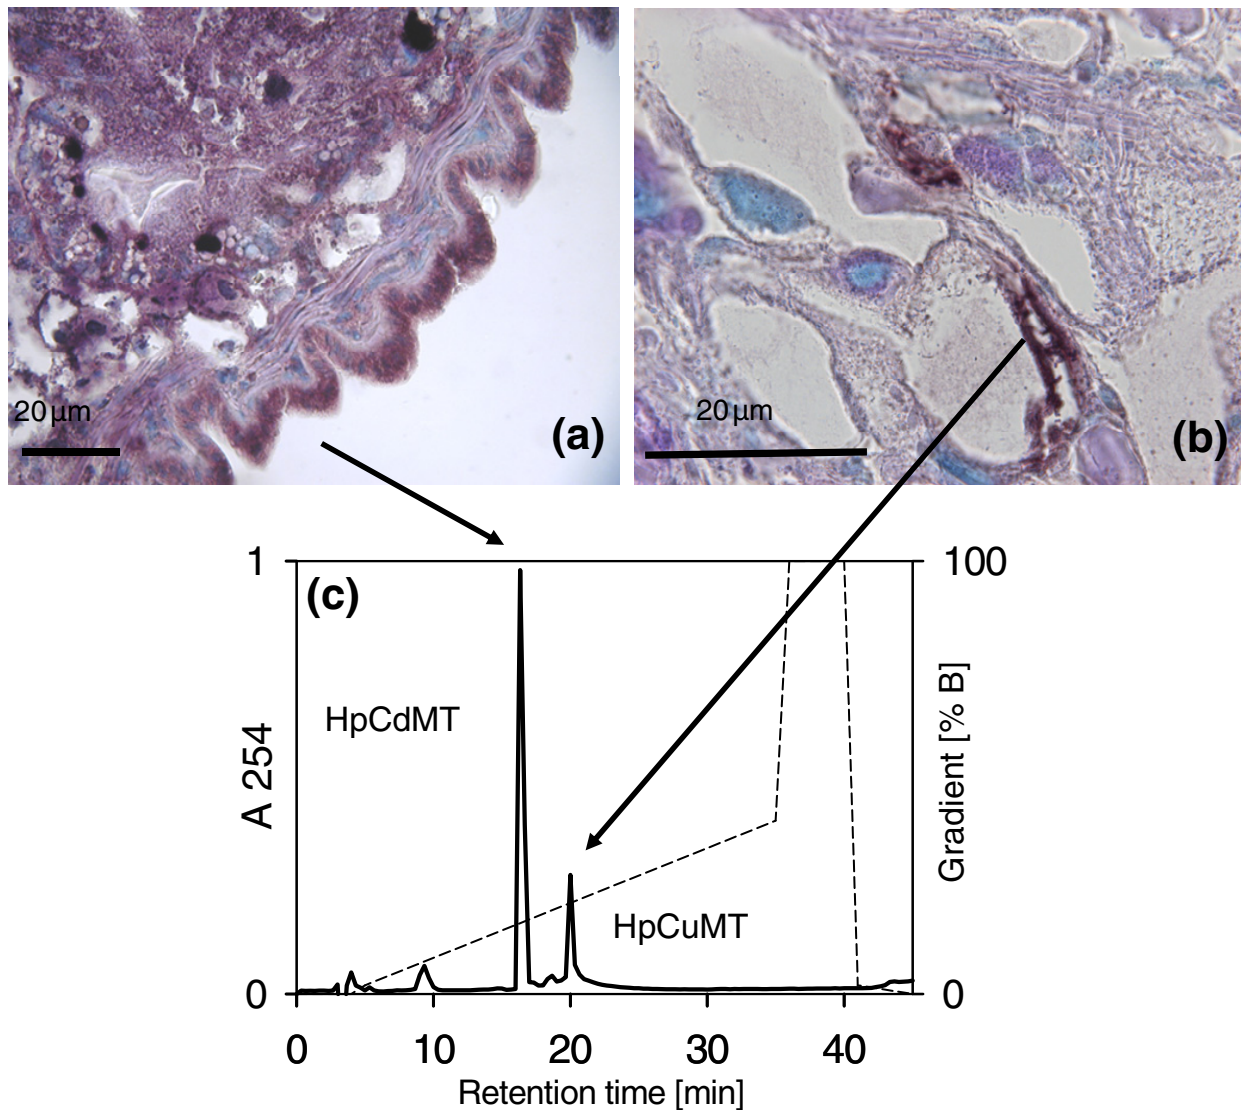 20 µm
(a)
20 µm
(b)
1
100
(c)
HpCdMT
A 254
Gradient [% B]
HpCuMT
0
0
0
10
20
30
40
Retention time [min]